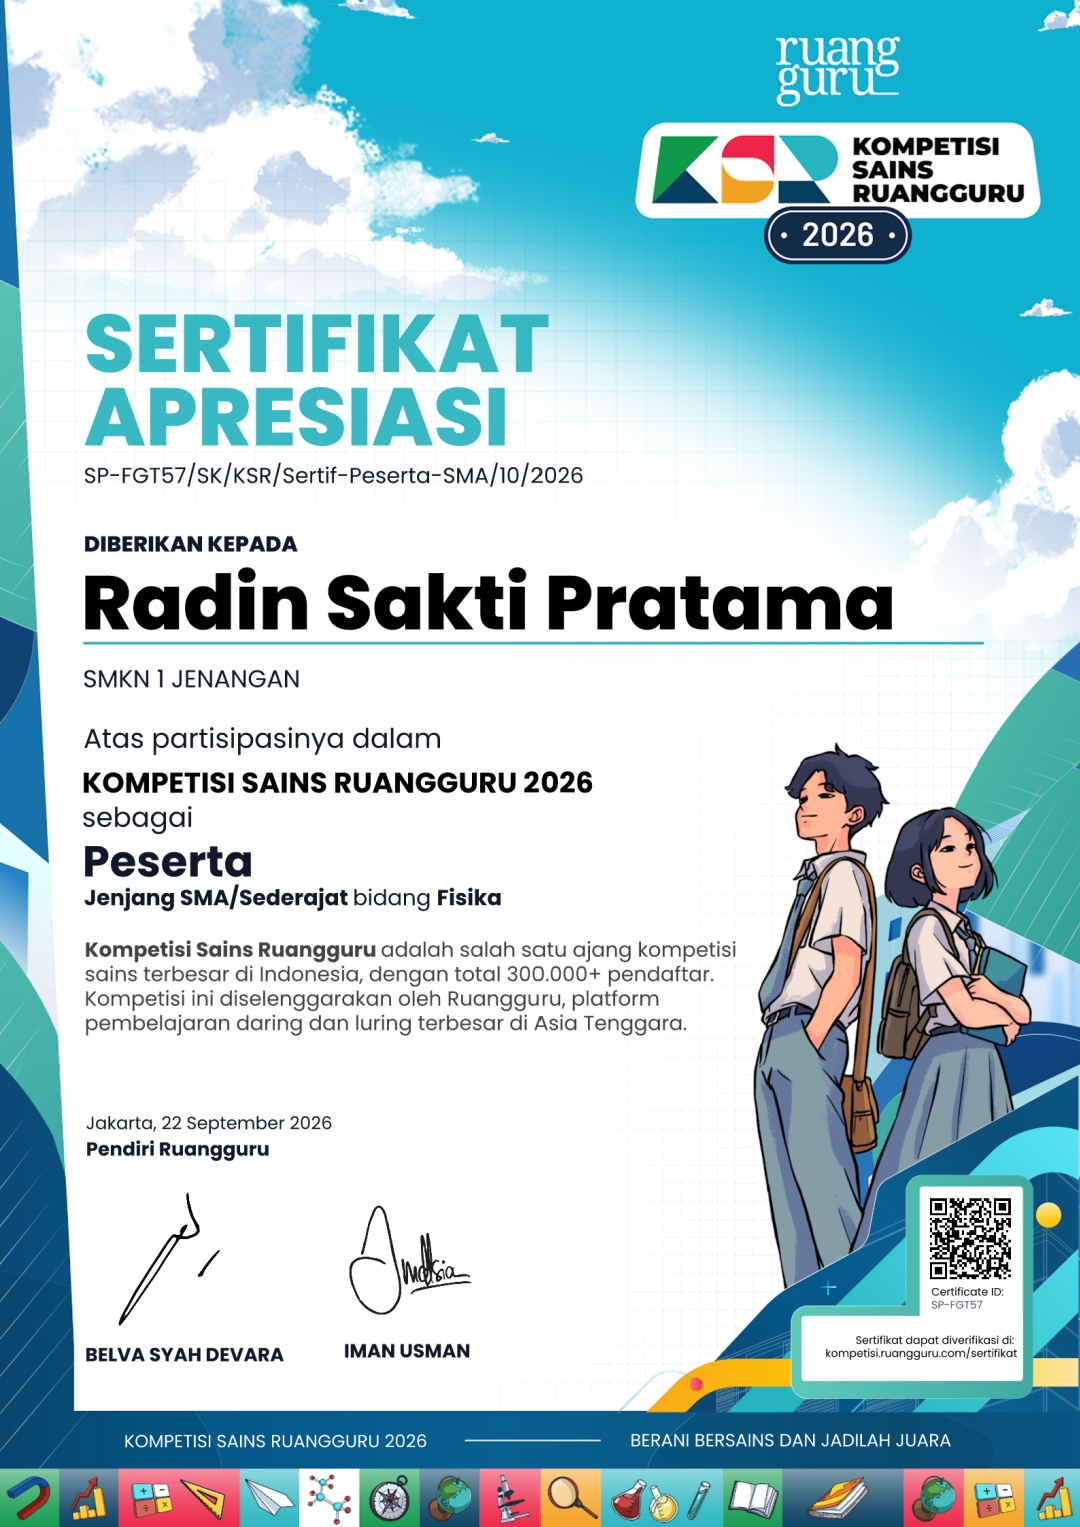 ruang
guru
KSR
KOMPETISI
SAINS
RUANGGURU
2026
SERTIFIKAT
APRESIASI
SP-FGT57/SK/KSR/Sertif-Peserta-SMA/10/2026
DIBERIKAN KEPADA
Radin Sakti Pratama
SMKN 1 JENANGAN
Atas partisipasinya dalam
KOMPETISI SAINS RUANGGURU 2026
sebagai
Peserta
Jenjang SMA/Sederajat bidang Fisika
Kompetisi Sains Ruangguru adalah salah satu ajang kompetisi
sains terbesar di Indonesia, dengan total 300.000+ pendaftar.
Kompetisi ini diselenggarakan oleh Ruangguru, platform
pembelajaran daring dan luring terbesar di Asia Tenggara.
Jakarta, 22 September 2026
Pendiri Ruangguru
BELVA SYAH DEVARA
IMAN USMAN
Certificate ID:
SP-FGT57
Sertifikat dapat diverifikasi di:
kompetisi.ruangguru.com/sertifikat
KOMPETISI SAINS RUANGGURU 2026
BERANI BERSAINS DAN JADILAH JUARA